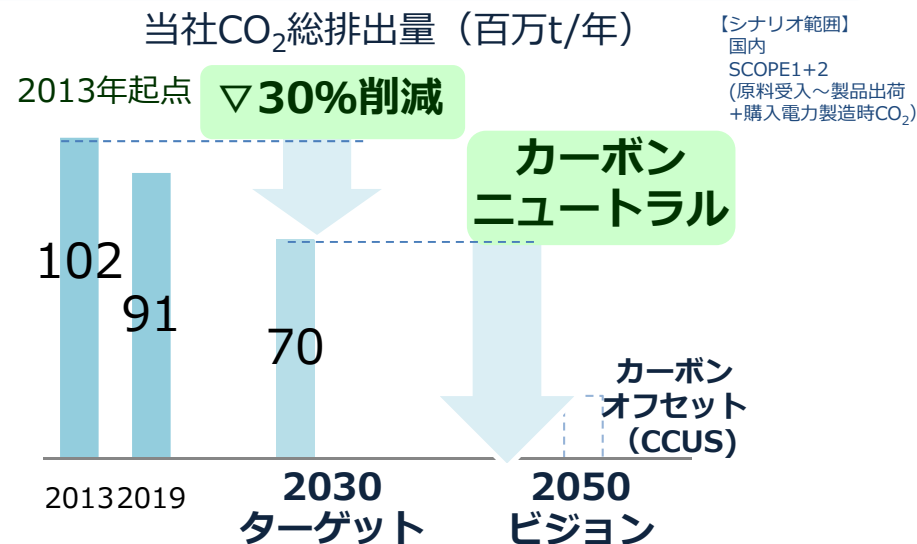 当社CO₂総排出量（百万t/年）
【シナリオ範囲】
国内
SCOPE1+2
(原料受入～製品出荷
+購入電力製造時CO₂)
2013年起点
▽30%削減
カーボン
ニュートラル
102
91
70
カーボン
オフセット
（CCUS）
2013
2019
2030
ターゲット
2050
ビジョン